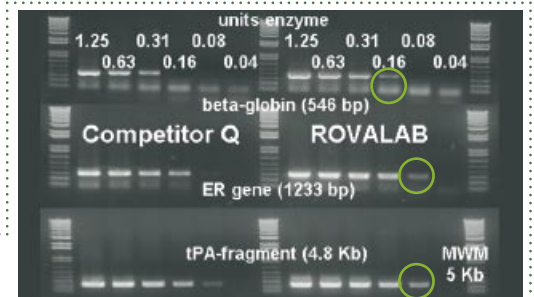 units enzyme
1.25 0.31 0.08 1.25 0.31 0.08
0.63 0.16 0.04 0.63 0.16 0.04
beta-globin (546 bp)
Competitor Q ROVALAB
ER gene (1233 bp)
tPA-fragment (4.8 Kb) MWM
5 Kb